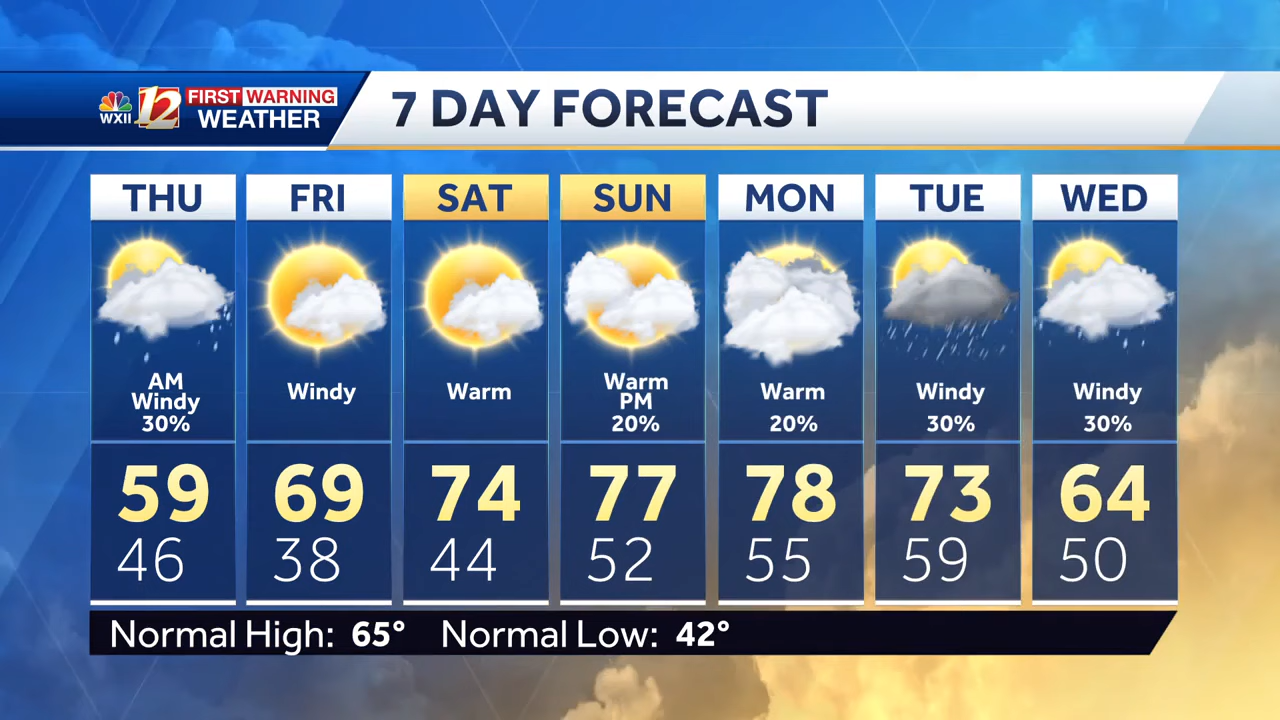 WXII 12 FIRST WARNING WEATHER
7 DAY FORECAST
THU FRI SAT SUN MON TUE WED
AM Windy 30%
Windy
Warm
Warm PM 20%
Warm 20%
Windy 30%
Windy 30%
59 69 74 77 78 73 64
46 38 44 52 55 59 50
Normal High: 65° Normal Low: 42°